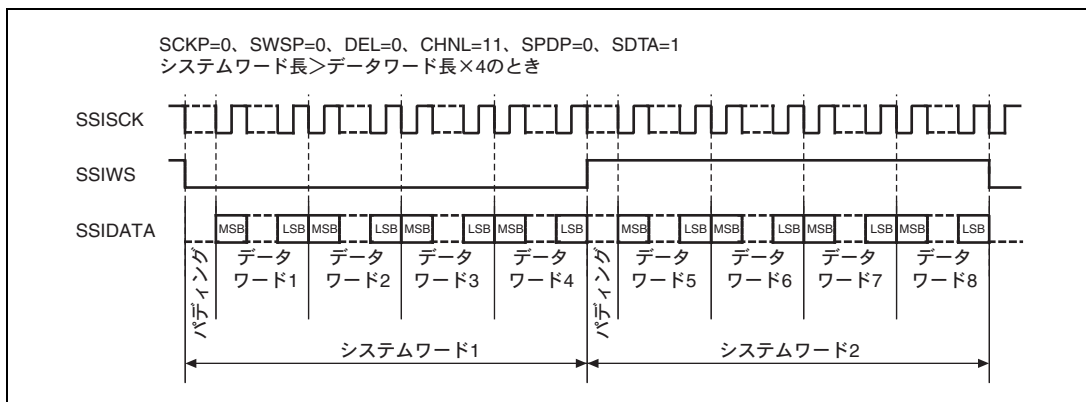 SCKP=0、SWSP=0、DEL=0、CHNL=11、SPDP=0、SDTA=1
システムワード長＞データワード長×4のとき
SSISCK
SSIWS
SSIDATA
MSB LSB MSB LSB MSB LSB MSB LSB MSB LSB MSB LSB MSB LSB MSB LSB
パディング
データ
ワード1
データ
ワード2
データ
ワード3
データ
ワード4
パディング
データ
ワード5
データ
ワード6
データ
ワード7
データ
ワード8
システムワード1
システムワード2